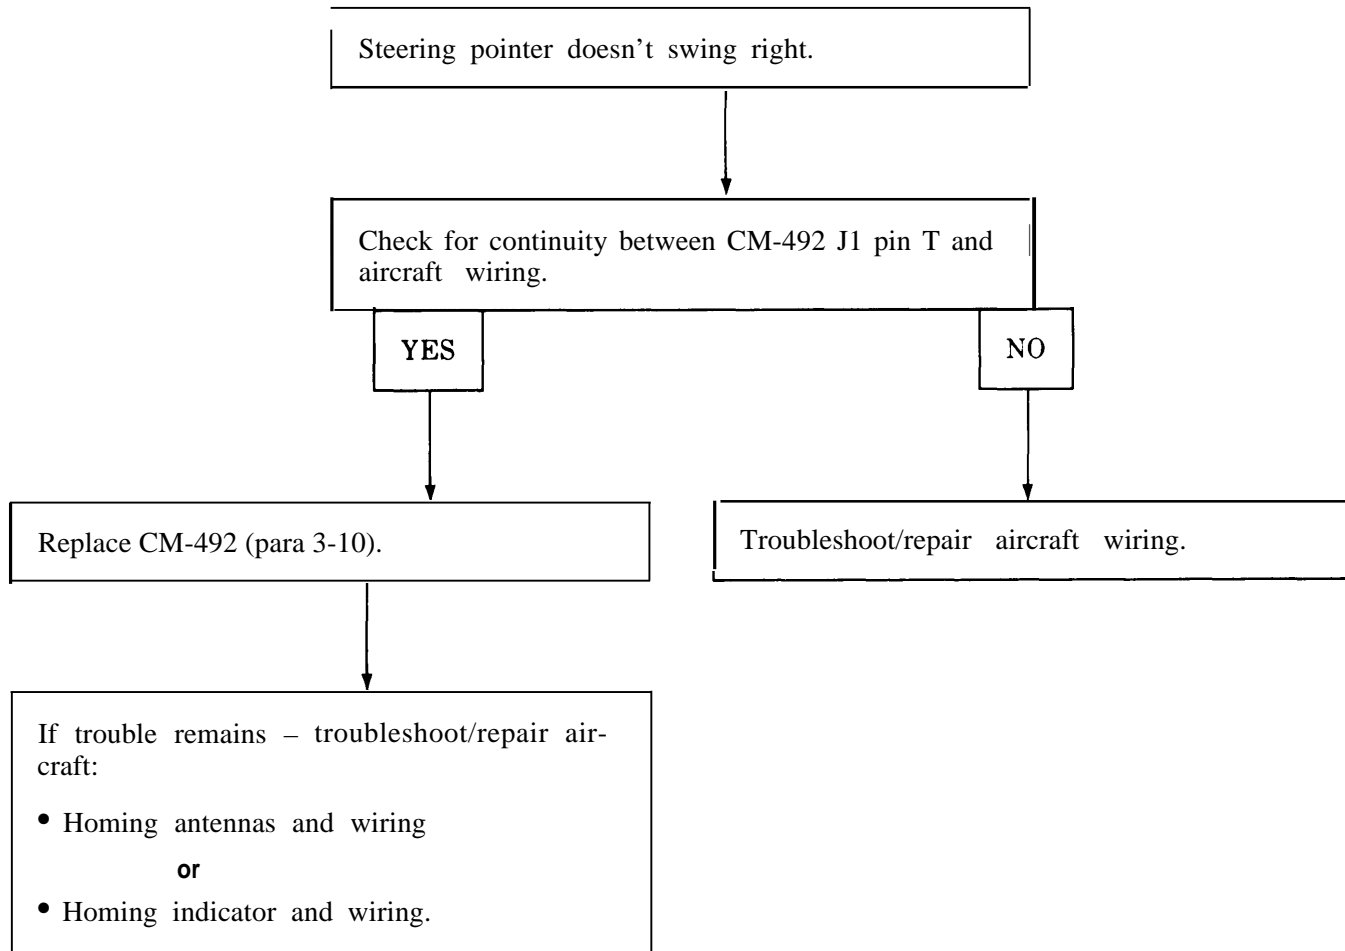 Steering pointer doesn't swing right.
Check for continuity between CM-492 J1 pin T and
aircraft wiring.
YES
NO
Replace CM-492 (para 3-10).
Troubleshoot/repair aircraft wiring.
If trouble remains – troubleshoot/repair air-
craft:
• Homing antennas and wiring
or
• Homing indicator and wiring.